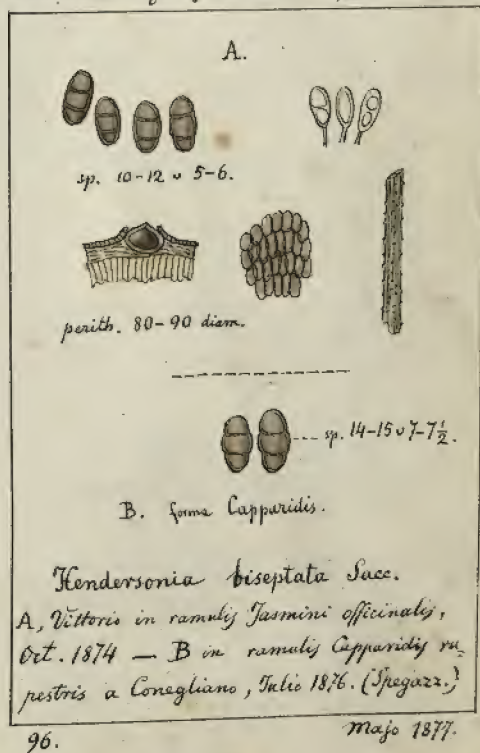 A.
sp. 10-12 ʋ 5-6.
perith. 80-90 diam.
sp. 14-15 ʋ 7-7½.
B. forma Capparidis.
Hendersonia biseptata Sacc.
A, Vittorio in ramulis Jasmini officinalis,
Oct. 1874 — B in ramulis Capparidis ru-
pestris a Conegliano, Julio 1876. (Spegazz.)
96.
Majo 1877.